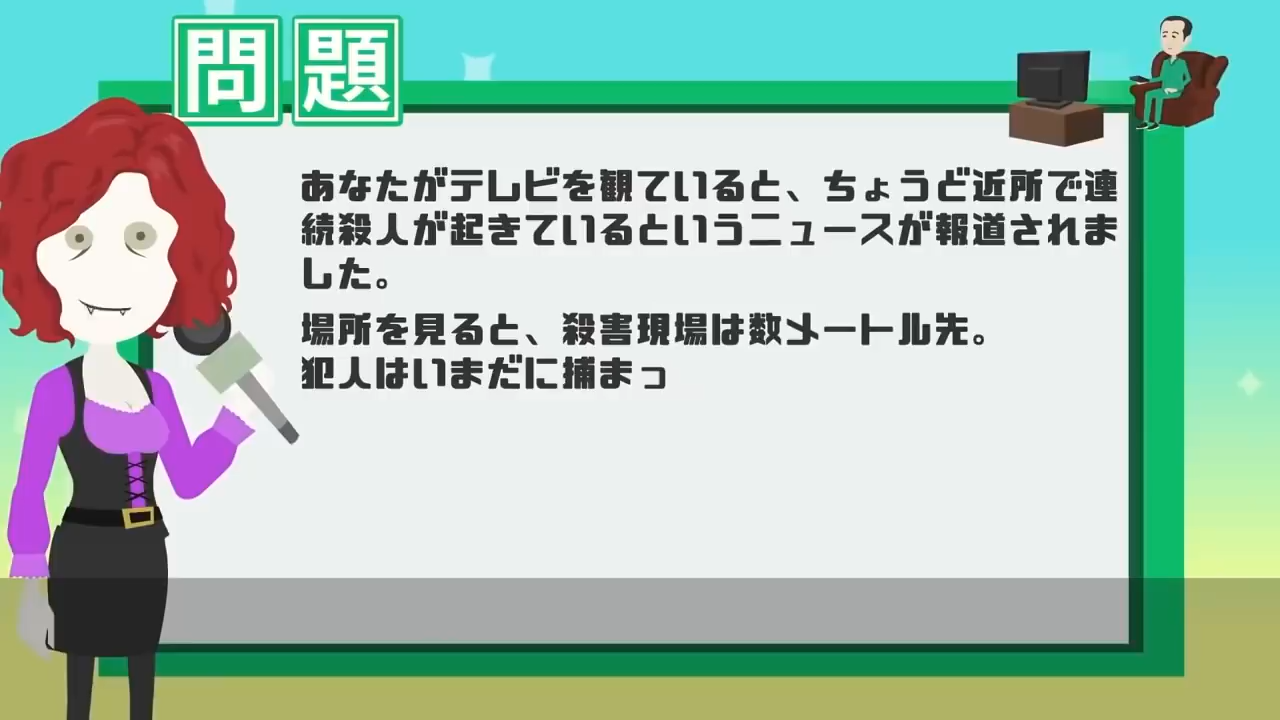 問題
あなたがテレビを観ていると、ちょうど近所で連
続殺人が起きているというニュースが報道されま
した。
場所を見ると、殺害現場は数メートル先。
犯人はいまだに捕まっ